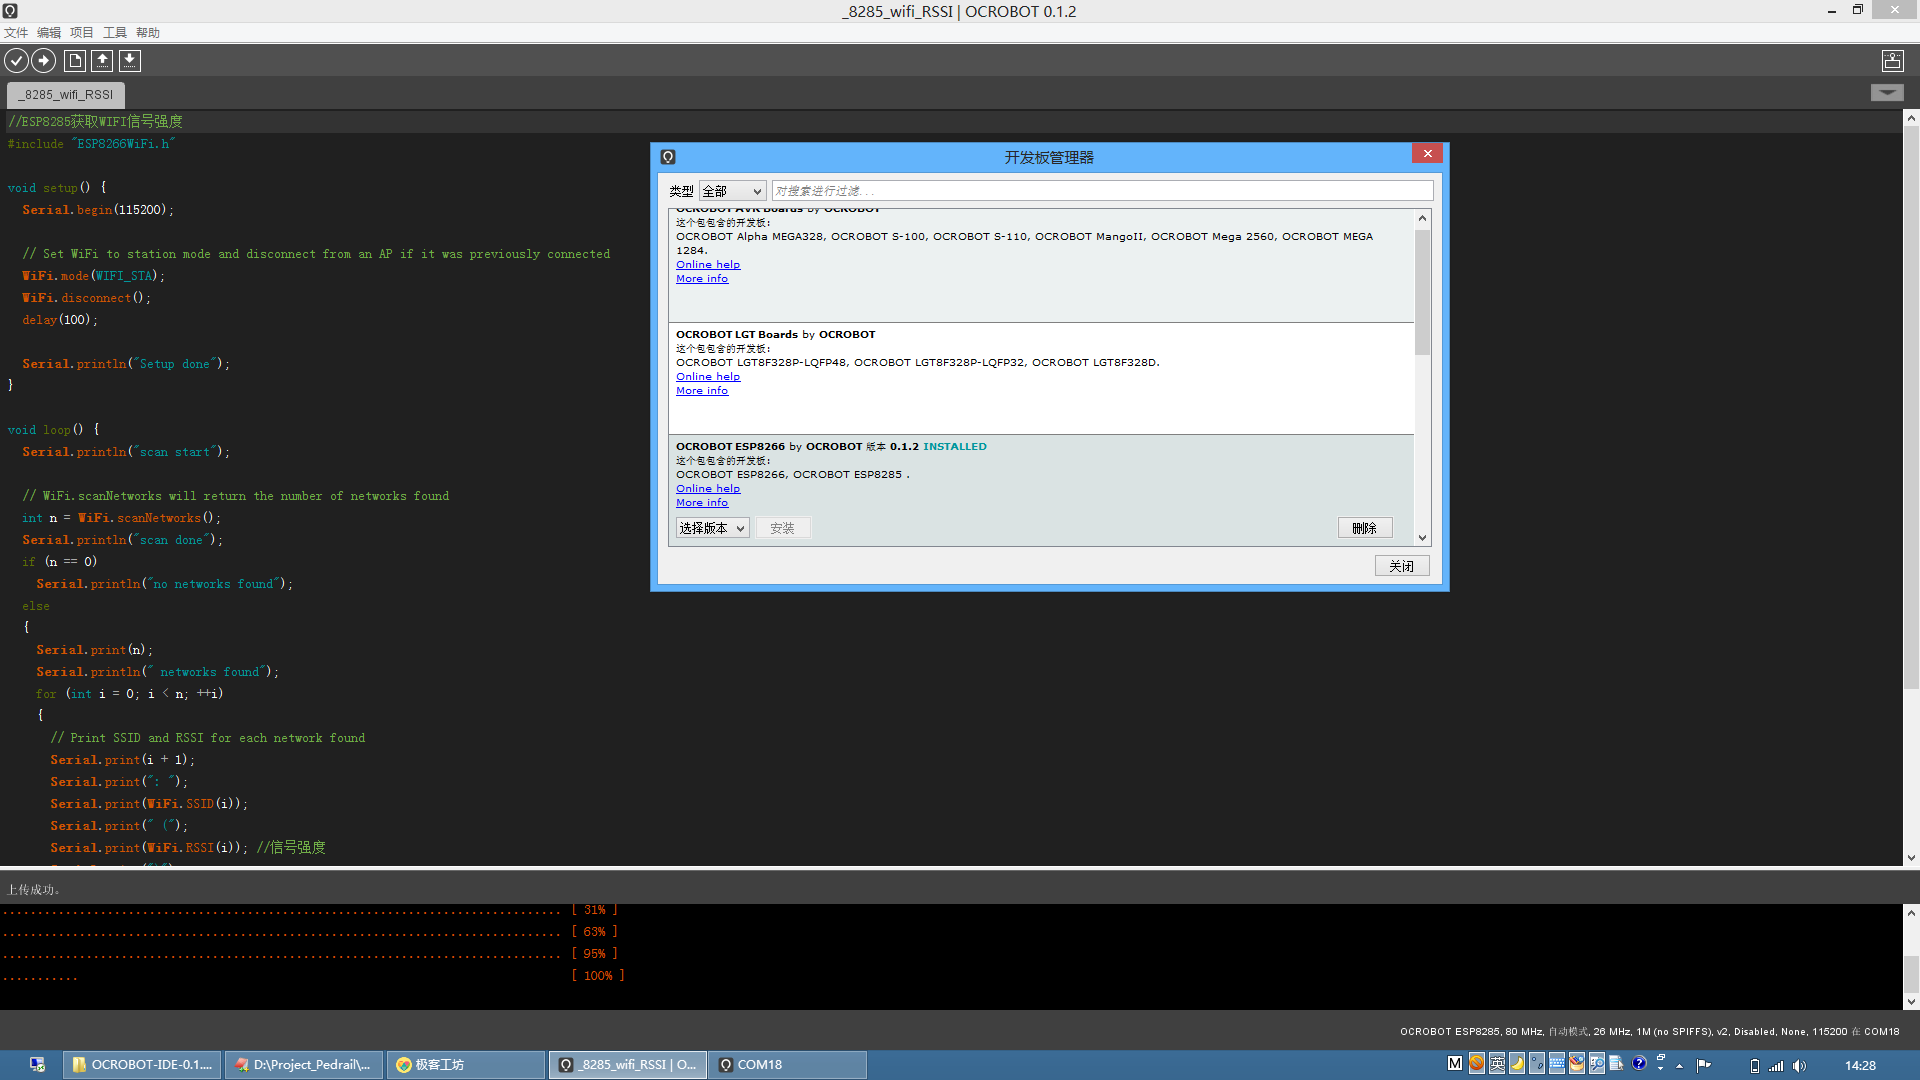 _8285_wifi_RSSI | OCROBOT 0.1.2
文件 编辑 项目 工具 帮助
_8285_wifi_RSSI
//ESP8285获取WIFI信号强度
#include "ESP8266WiFi.h"
void setup() {
Serial.begin(115200);
// Set WiFi to station mode and disconnect from an AP if it was previously connected
WiFi.mode(WIFI_STA);
WiFi.disconnect();
delay(100);
Serial.println("Setup done");
}
void loop() {
Serial.println("scan start");
// WiFi.scanNetworks will return the number of networks found
int n = WiFi.scanNetworks();
Serial.println("scan done");
if (n == 0)
Serial.println("no networks found");
else
{
Serial.print(n);
Serial.println(" networks found");
for (int i = 0; i < n; ++i)
{
// Print SSID and RSSI for each network found
Serial.print(i + 1);
Serial.print(": ");
Serial.print(WiFi.SSID(i));
Serial.print(" (");
Serial.print(WiFi.RSSI(i)); //信号强度
开发板管理器
类型 全部 对搜索进行过滤...
OCROBOT AVR Boards by OCROBOT
这个包包含的开发板:
OCROBOT Alpha MEGA328, OCROBOT S-100, OCROBOT S-110, OCROBOT MangoII, OCROBOT Mega 2560, OCROBOT MEGA
1284.
Online help
More info
OCROBOT LGT Boards by OCROBOT
这个包包含的开发板:
OCROBOT LGT8F328P-LQFP48, OCROBOT LGT8F328P-LQFP32, OCROBOT LGT8F328D.
Online help
More info
OCROBOT ESP8266 by OCROBOT 版本 0.1.2 INSTALLED
这个包包含的开发板:
OCROBOT ESP8266, OCROBOT ESP8285 .
Online help
More info
选择版本 安装 删除
关闭
上传成功。
................................................................................ [ 31% ]
................................................................................ [ 63% ]
................................................................................ [ 95% ]
........... [ 100% ]
OCROBOT ESP8285, 80 MHz, 自动模式, 26 MHz, 1M (no SPIFFS), v2, Disabled, None, 115200 在 COM18
OCROBOT-IDE-0.1.... D:\Project_Pedrail\... 极客工坊 _8285_wifi_RSSI | O... COM18 M 英 14:28